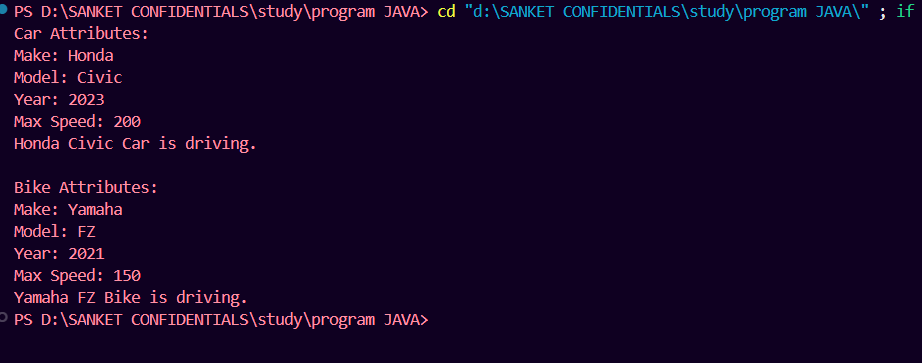 PS D:\SANKET CONFIDENTIALS\study\program JAVA> cd "d:\SANKET CONFIDENTIALS\study\program JAVA\" ; if
Car Attributes:
Make: Honda
Model: Civic
Year: 2023
Max Speed: 200
Honda Civic Car is driving.

Bike Attributes:
Make: Yamaha
Model: FZ
Year: 2021
Max Speed: 150
Yamaha FZ Bike is driving.
PS D:\SANKET CONFIDENTIALS\study\program JAVA>